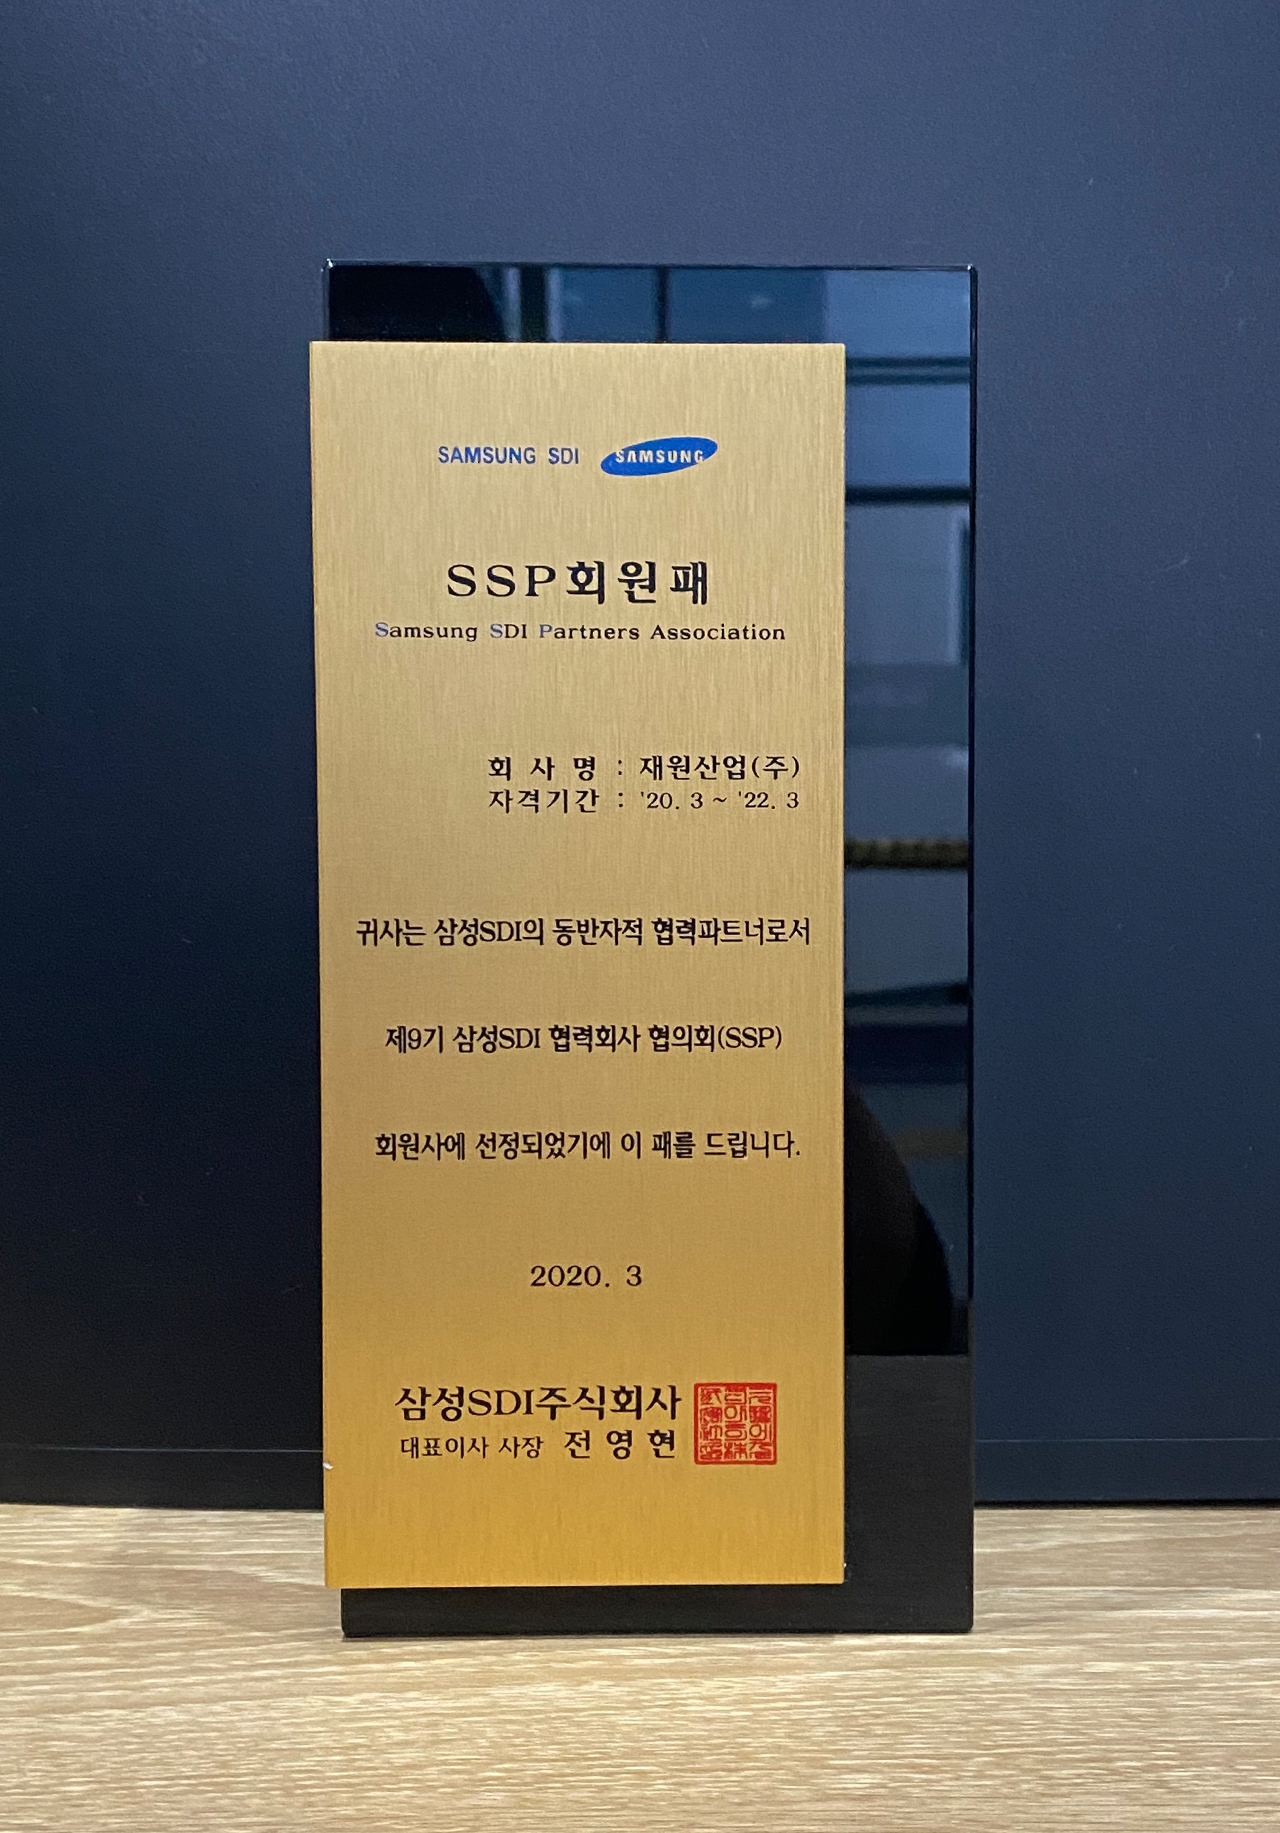 SAMSUNG SDI SAMSUNG
SSP회원패
Samsung SDI Partners Association
회 사 명 : 재원산업(주)
자격기간 : '20. 3 ~ '22. 3
귀사는 삼성SDI의 동반자적 협력파트너로서
제9기 삼성SDI 협력회사 협의회(SSP)
회원사에 선정되었기에 이 패를 드립니다.
2020. 3
삼성SDI주식회사
대표이사 사장 전 영 현